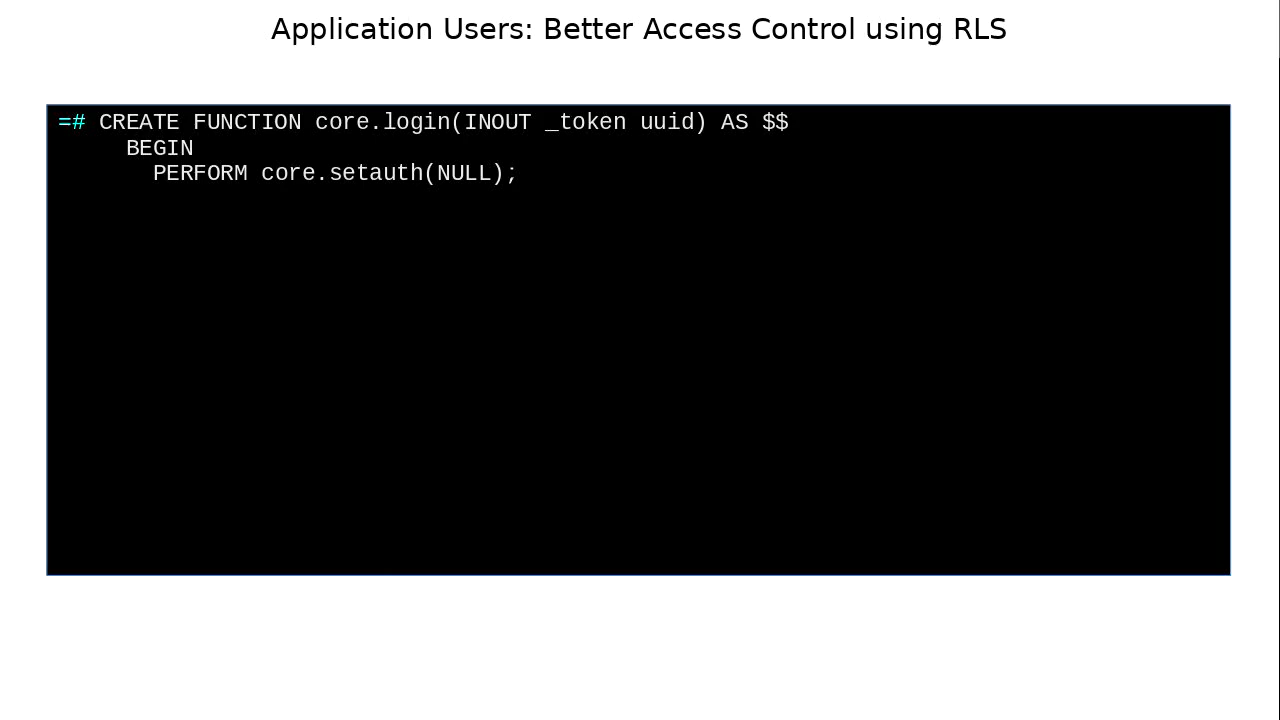 Application Users: Better Access Control using RLS
=# CREATE FUNCTION core.login(INOUT _token uuid) AS $$
BEGIN
PERFORM core.setauth(NULL);